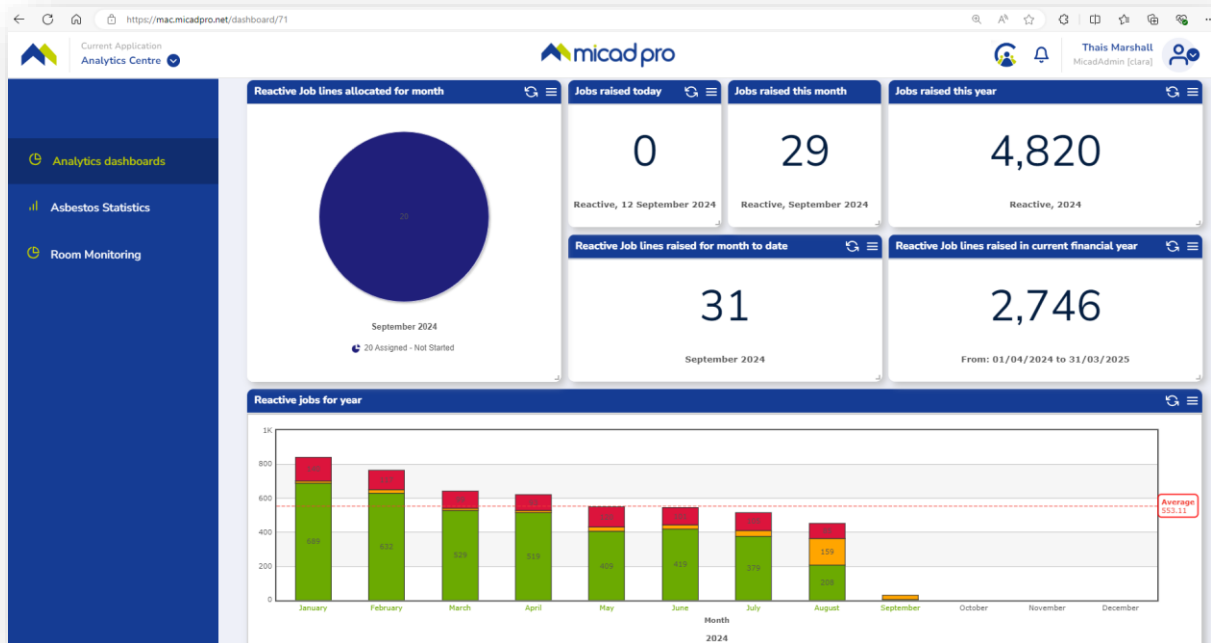 https://mac.micadpro.net/dashboard/71
Current Application
Analytics Centre
micad pro
Thais Marshall
MicadAdmin [clara]
Analytics dashboards
Asbestos Statistics
Room Monitoring
Reactive Job lines allocated for month
September 2024
20 Assigned - Not Started
Jobs raised today
0
Reactive, 12 September 2024
Jobs raised this month
29
Reactive, September 2024
Jobs raised this year
4,820
Reactive, 2024
Reactive Job lines raised for month to date
31
September 2024
Reactive Job lines raised in current financial year
2,746
From: 01/04/2024 to 31/03/2025
Reactive jobs for year
1K
800
600
400
200
0
689
632
529
519
409
419
379
159
208
Average
553.11
January
February
March
April
May
June
July
August
September
October
November
December
Month
2024